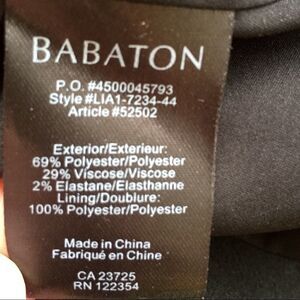 BABATON
P.O. #4500045793
Style #LIA1-7234-44
Article #52502
Exterior/Exterieur:
69% Polyester/Polyester
29% Viscose/Viscose
2% Elastane/Elasthanne
Lining/Doublure:
100% Polyester/Polyester
Made in China
Fabriqué en Chine
CA 23725
RN 122354